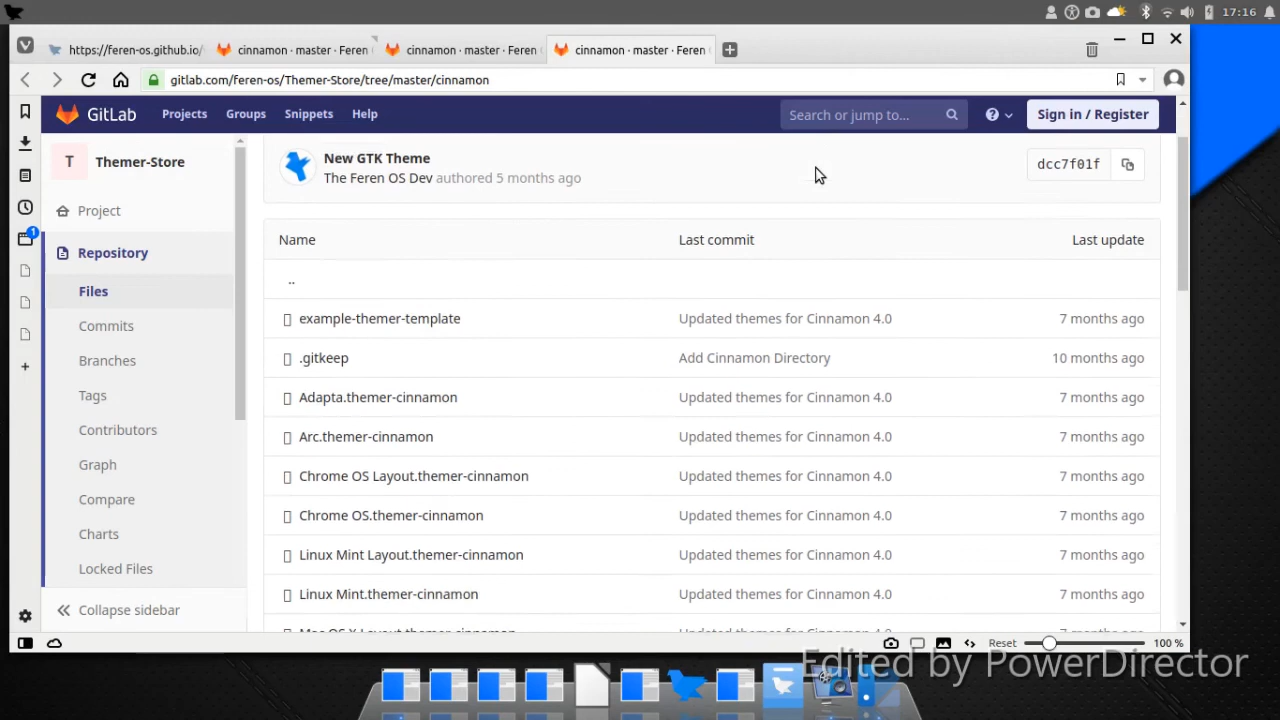 17:16
https://feren-os.github.io/
cinnamon · master · Feren
cinnamon · master · Feren
cinnamon · master · Feren
gitlab.com/feren-os/Themer-Store/tree/master/cinnamon
GitLab
Projects
Groups
Snippets
Help
Search or jump to...
Sign in / Register
T
Themer-Store
Project
Repository
Files
Commits
Branches
Tags
Contributors
Graph
Compare
Charts
Locked Files
Collapse sidebar
1
New GTK Theme
The Feren OS Dev authored 5 months ago
dcc7f01f
Name Last commit Last update
..
example-themer-template Updated themes for Cinnamon 4.0 7 months ago
.gitkeep Add Cinnamon Directory 10 months ago
Adapta.themer-cinnamon Updated themes for Cinnamon 4.0 7 months ago
Arc.themer-cinnamon Updated themes for Cinnamon 4.0 7 months ago
Chrome OS Layout.themer-cinnamon Updated themes for Cinnamon 4.0 7 months ago
Chrome OS.themer-cinnamon Updated themes for Cinnamon 4.0 7 months ago
Linux Mint Layout.themer-cinnamon Updated themes for Cinnamon 4.0 7 months ago
Linux Mint.themer-cinnamon Updated themes for Cinnamon 4.0 7 months ago
Reset
100 %
Edited by PowerDirector